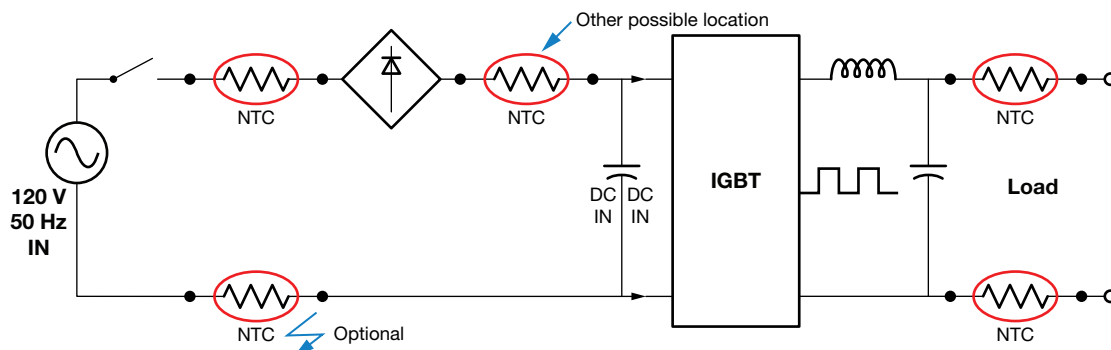 Other possible location
NTC
NTC
NTC
120 V
50 Hz
IN
DC
IN
DC
IN
IGBT
Load
NTC
Optional
NTC